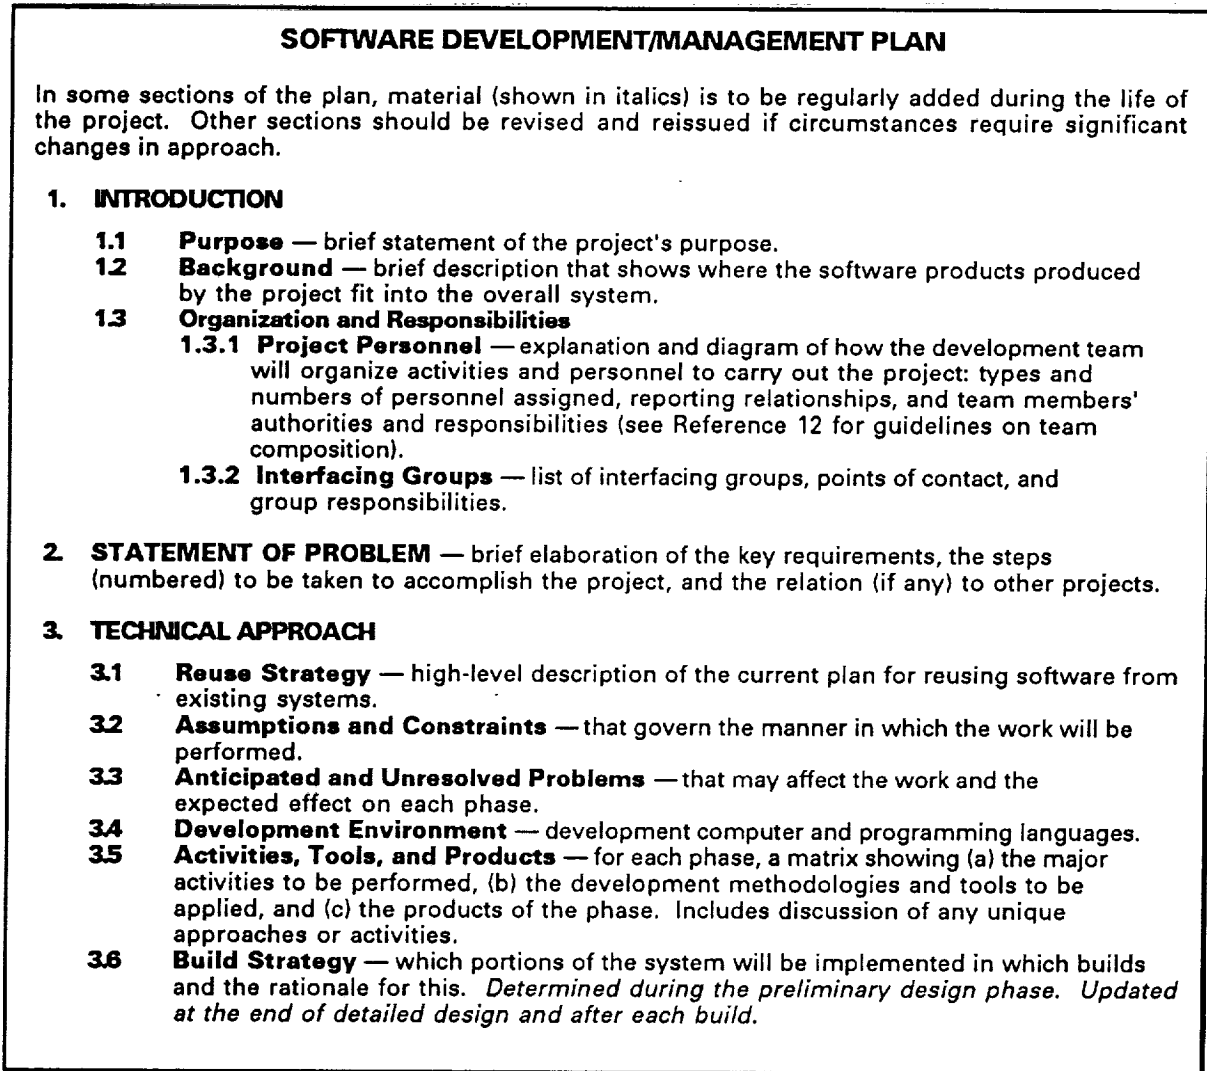 SOFTWARE DEVELOPMENT/MANAGEMENT PLAN
In some sections of the plan, material (shown in italics) is to be regularly added during the life of
the project. Other sections should be revised and reissued if circumstances require significant
changes in approach.
1. INTRODUCTION
1.1 Purpose — brief statement of the project's purpose.
1.2 Background — brief description that shows where the software products produced
by the project fit into the overall system.
1.3 Organization and Responsibilities
1.3.1 Project Personnel — explanation and diagram of how the development team
will organize activities and personnel to carry out the project: types and
numbers of personnel assigned, reporting relationships, and team members'
authorities and responsibilities (see Reference 12 for guidelines on team
composition).
1.3.2 Interfacing Groups — list of interfacing groups, points of contact, and
group responsibilities.
2. STATEMENT OF PROBLEM — brief elaboration of the key requirements, the steps
(numbered) to be taken to accomplish the project, and the relation (if any) to other projects.
3. TECHNICAL APPROACH
3.1 Reuse Strategy — high-level description of the current plan for reusing software from
existing systems.
3.2 Assumptions and Constraints — that govern the manner in which the work will be
performed.
3.3 Anticipated and Unresolved Problems — that may affect the work and the
expected effect on each phase.
3.4 Development Environment — development computer and programming languages.
3.5 Activities, Tools, and Products — for each phase, a matrix showing (a) the major
activities to be performed, (b) the development methodologies and tools to be
applied, and (c) the products of the phase. Includes discussion of any unique
approaches or activities.
3.6 Build Strategy — which portions of the system will be implemented in which builds
and the rationale for this. Determined during the preliminary design phase. Updated
at the end of detailed design and after each build.